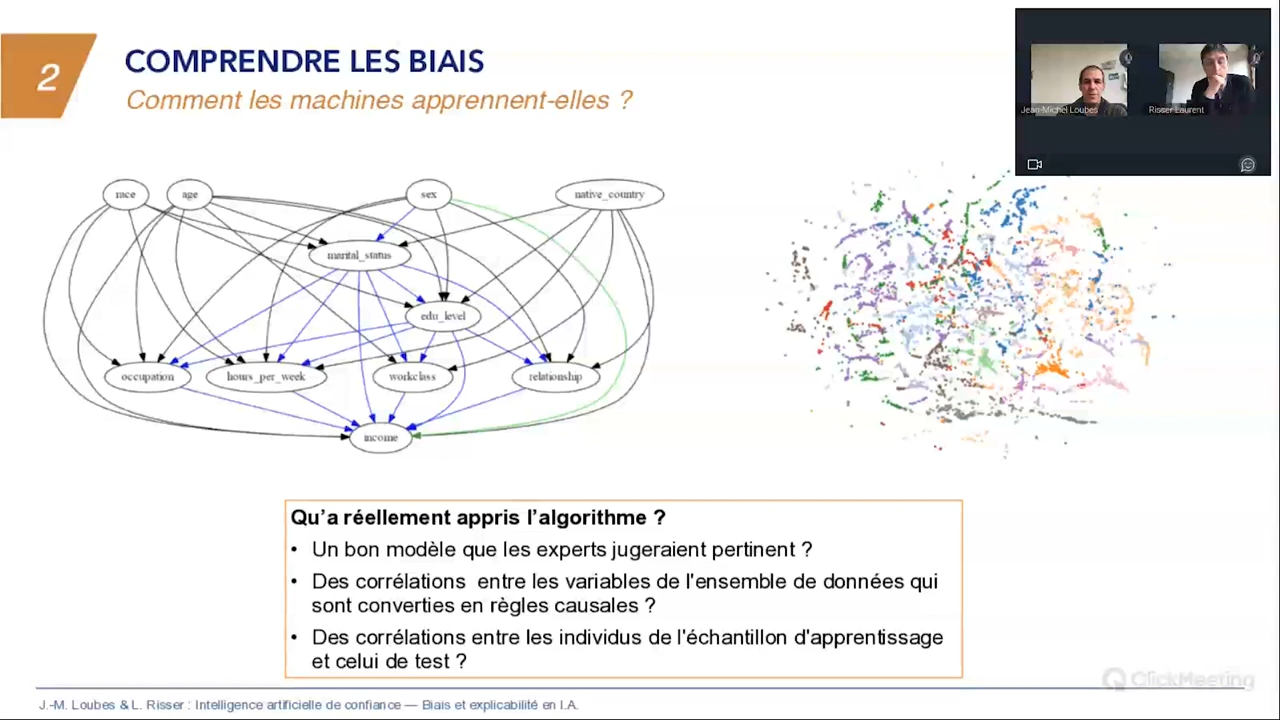 2
COMPRENDRE LES BIAIS
Comment les machines apprennent-elles ?
Jean-Michel Loubes
Risser Laurent
race
age
sex
native_country
marital_status
edu_level
occupation
hours_per_week
workclass
relationship
income
Qu'a réellement appris l'algorithme ?
• Un bon modèle que les experts jugeraient pertinent ?
• Des corrélations entre les variables de l'ensemble de données qui
sont converties en règles causales ?
• Des corrélations entre les individus de l'échantillon d'apprentissage
et celui de test ?
ClickMeeting
J.-M. Loubes & L. Risser : Intelligence artificielle de confiance — Biais et explicabilité en I.A.